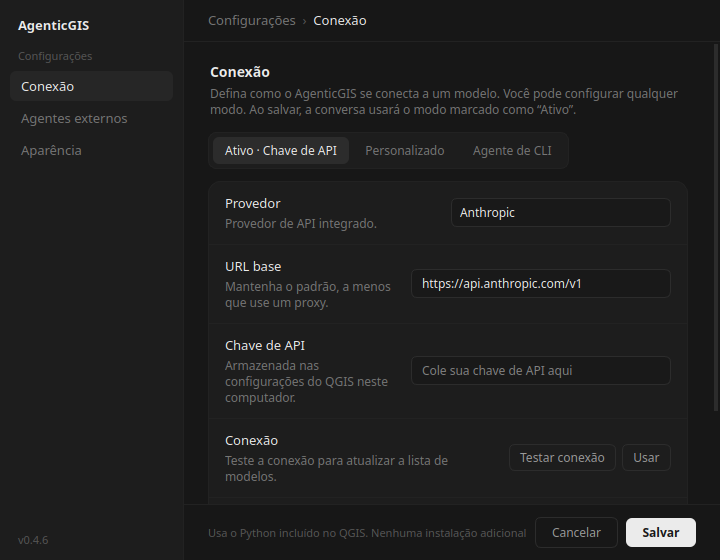 AgenticGIS
Configurações
Conexão
Agentes externos
Aparência
v0.4.6
Configurações › Conexão
Conexão
Defina como o AgenticGIS se conecta a um modelo. Você pode configurar qualquer
modo. Ao salvar, a conversa usará o modo marcado como “Ativo”.
Ativo · Chave de API
Personalizado
Agente de CLI
Provedor
Provedor de API integrado.
Anthropic
URL base
Mantenha o padrão, a menos
que use um proxy.
https://api.anthropic.com/v1
Chave de API
Armazenada nas
configurações do QGIS neste
computador.
Cole sua chave de API aqui
Conexão
Teste a conexão para atualizar a lista de
modelos.
Testar conexão
Usar
Usa o Python incluído no QGIS. Nenhuma instalação adicional
Cancelar
Salvar